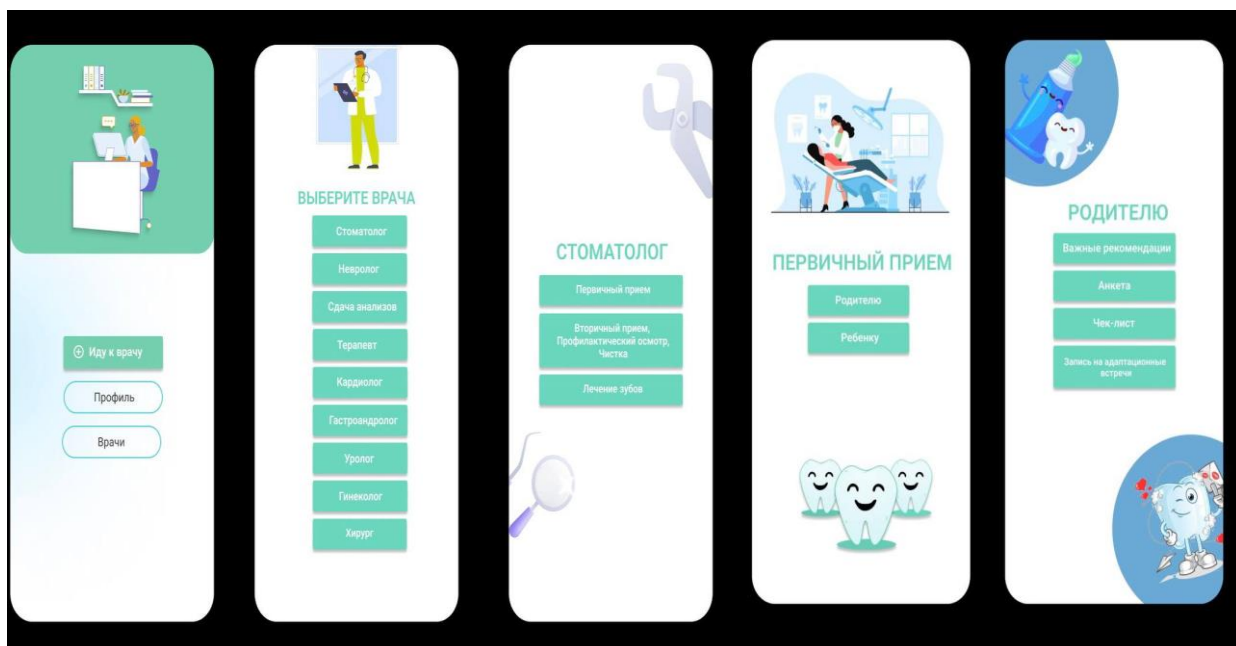 Иду к врачу
Профиль
Врачи
ВЫБЕРИТЕ ВРАЧА
Стоматолог
Невролог
Сдача анализов
Терапевт
Кардиолог
Гастроандролог
Уролог
Гинеколог
Хирург
СТОМАТОЛОГ
Первичный прием
Вторичный прием,
Профилактический осмотр,
Чистка
Лечение зубов
ПЕРВИЧНЫЙ ПРИЕМ
Родителю
Ребенку
РОДИТЕЛЮ
Важные рекомендации
Анкета
Чек-лист
Запись на адаптационные
встречи